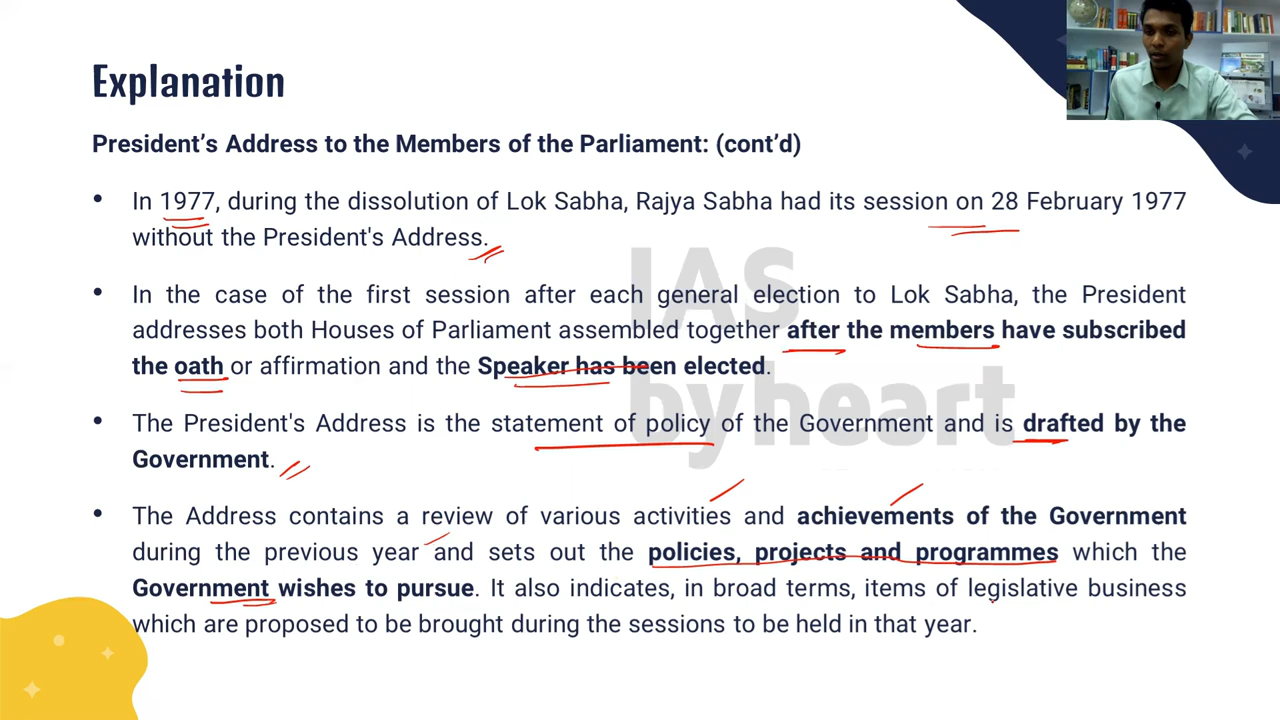 Explanation
President's Address to the Members of the Parliament: (cont'd)
• In 1977, during the dissolution of Lok Sabha, Rajya Sabha had its session on 28 February 1977
without the President's Address.
• In the case of the first session after each general election to Lok Sabha, the President
addresses both Houses of Parliament assembled together after the members have subscribed
the oath or affirmation and the Speaker has been elected.
• The President's Address is the statement of policy of the Government and is drafted by the
Government.
• The Address contains a review of various activities and achievements of the Government
during the previous year and sets out the policies, projects and programmes which the
Government wishes to pursue. It also indicates, in broad terms, items of legislative business
which are proposed to be brought during the sessions to be held in that year.
IAS
byheart